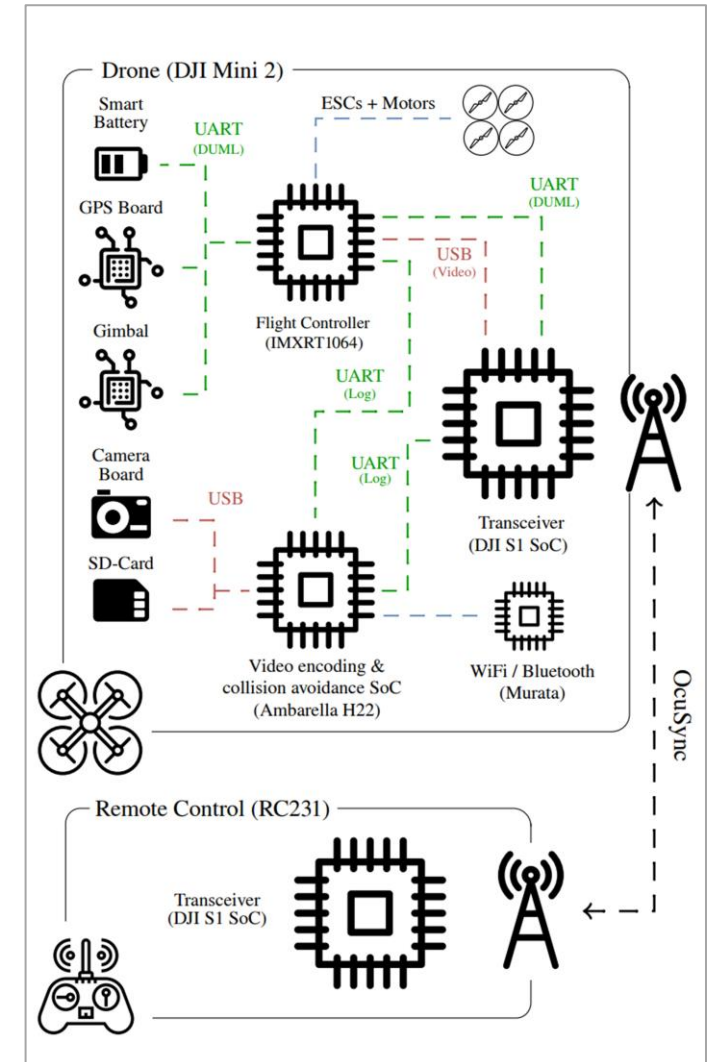 Drone (DJI Mini 2)
Smart
Battery
UART
(DUML)
ESCs + Motors
GPS Board
UART
(DUML)
USB
(Video)
Gimbal
Flight Controller
(IMXRT1064)
UART
(Log)
Camera
Board
UART
(Log)
USB
SD-Card
Transceiver
(DJI S1 SoC)
Video encoding &
collision avoidance SoC
(Ambarella H22)
WiFi / Bluetooth
(Murata)
OcuSync
Remote Control (RC231)
Transceiver
(DJI S1 SoC)